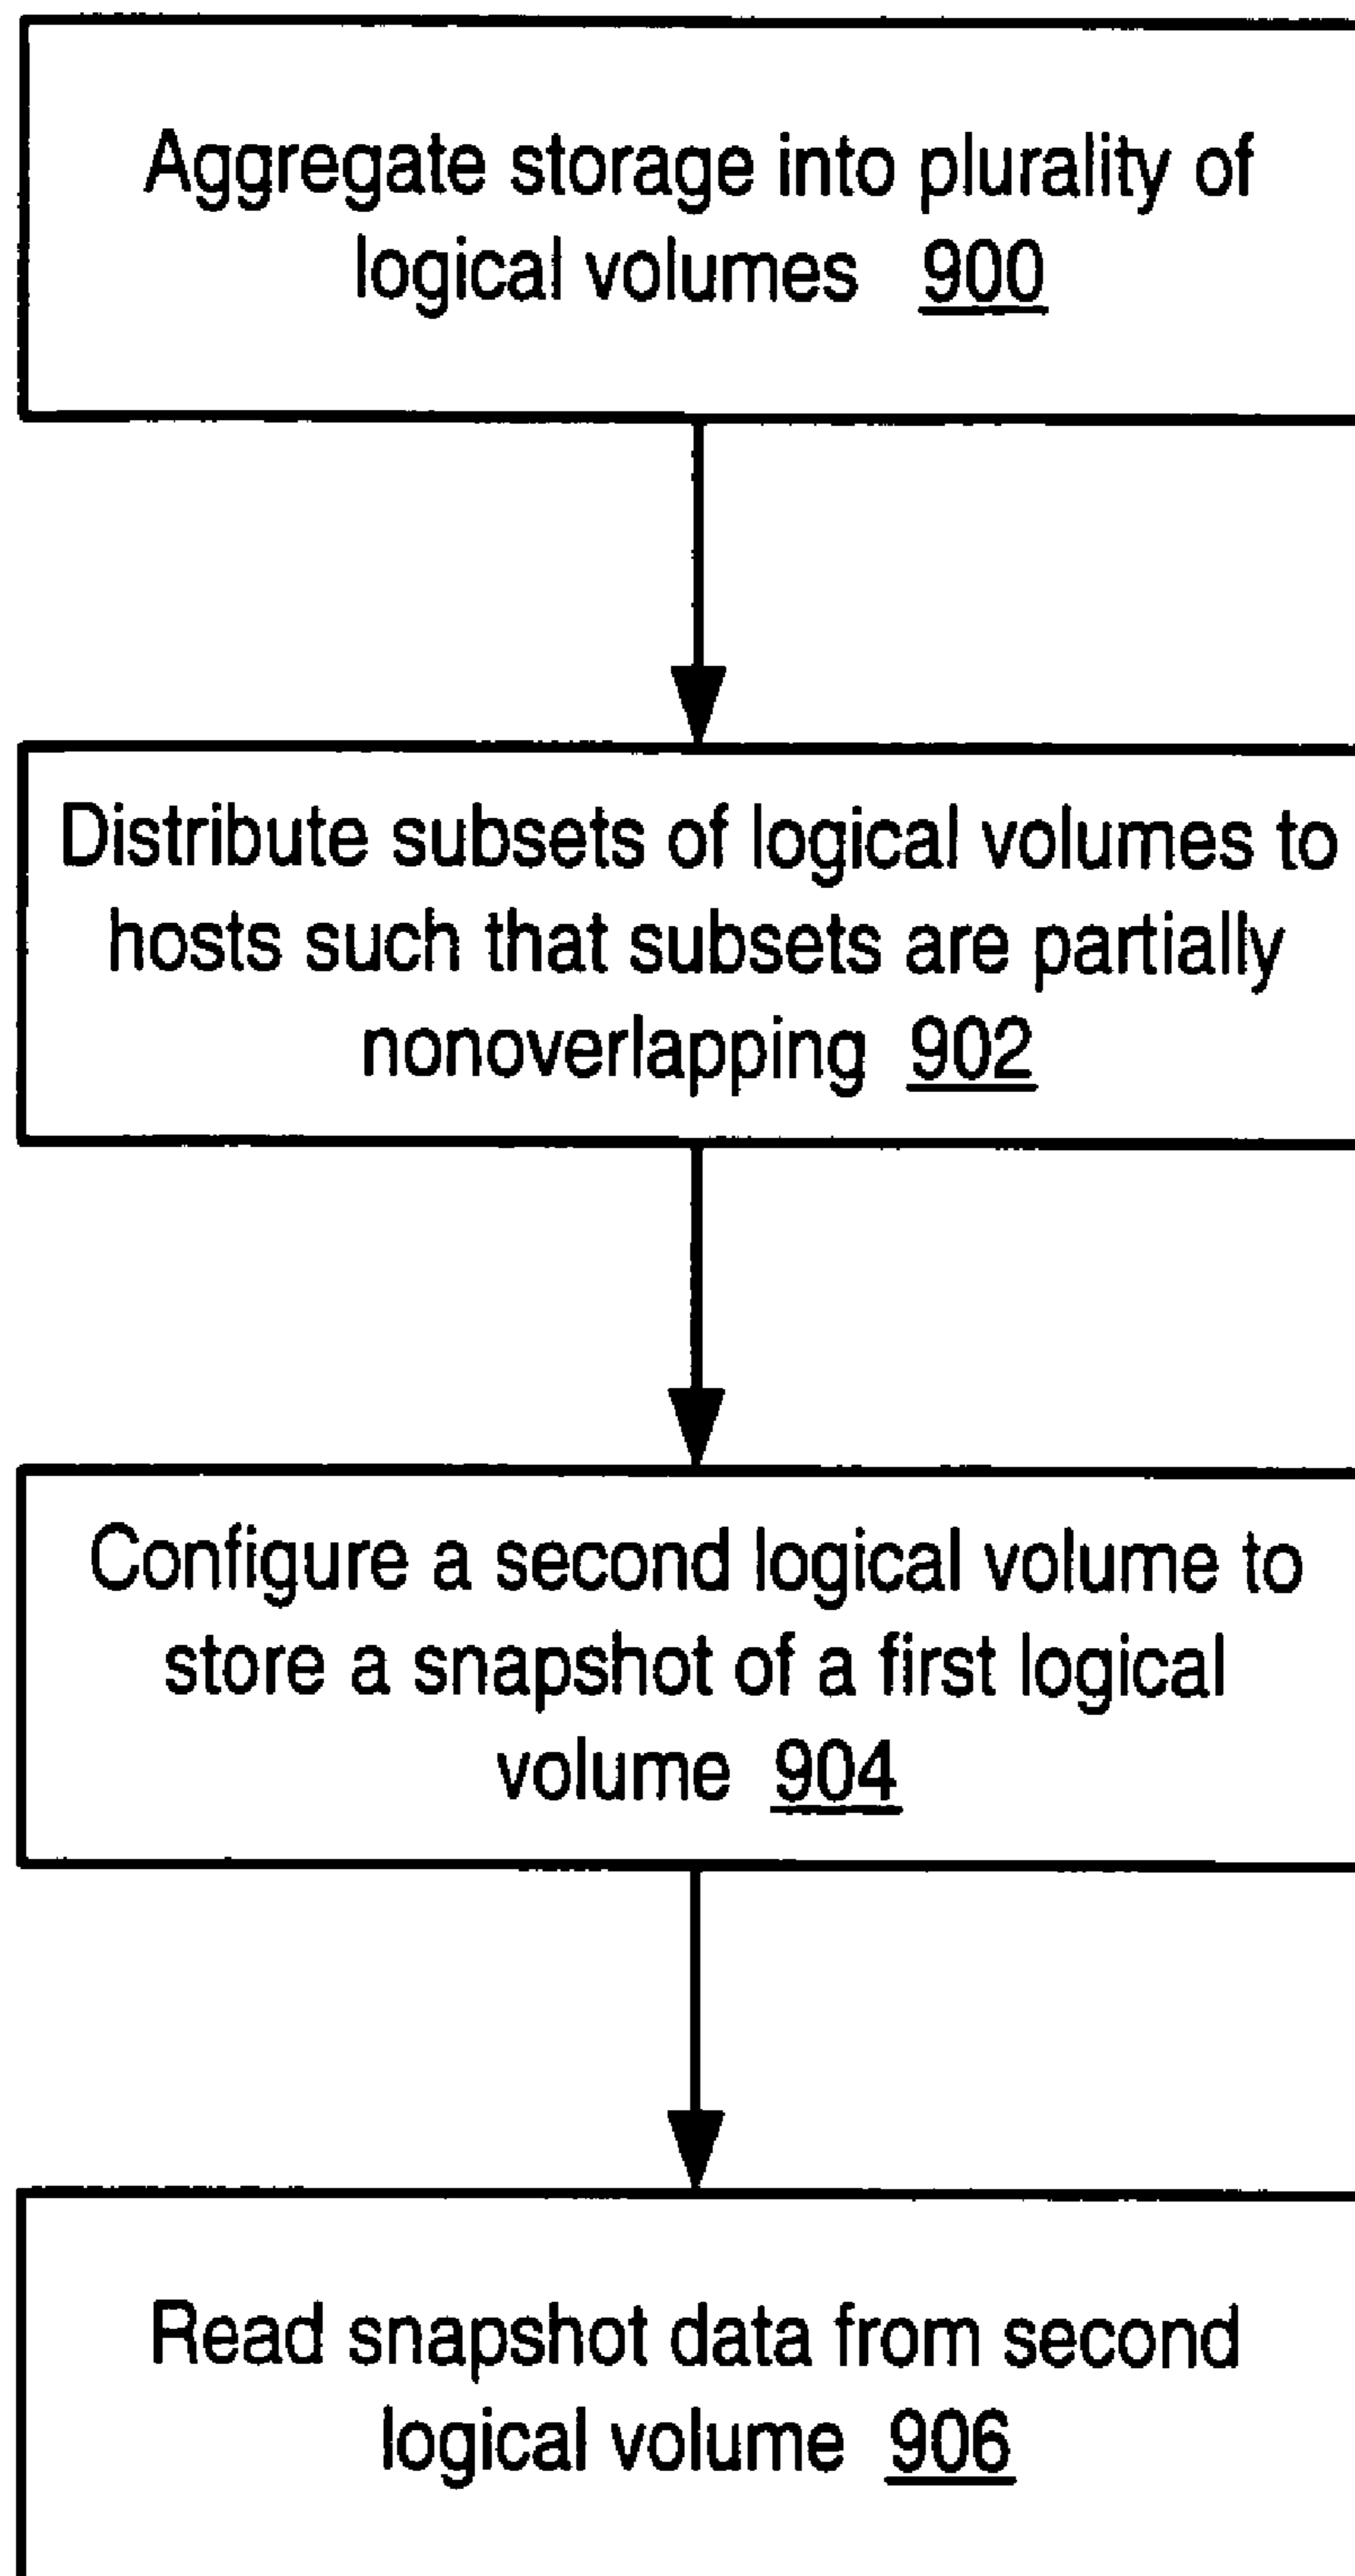 Aggregate storage into plurality of
logical volumes 900
Distribute subsets of logical volumes to
hosts such that subsets are partially
nonoverlapping 902
Configure a second logical volume to
store a snapshot of a first logical
volume 904
Read snapshot data from second
logical volume 906